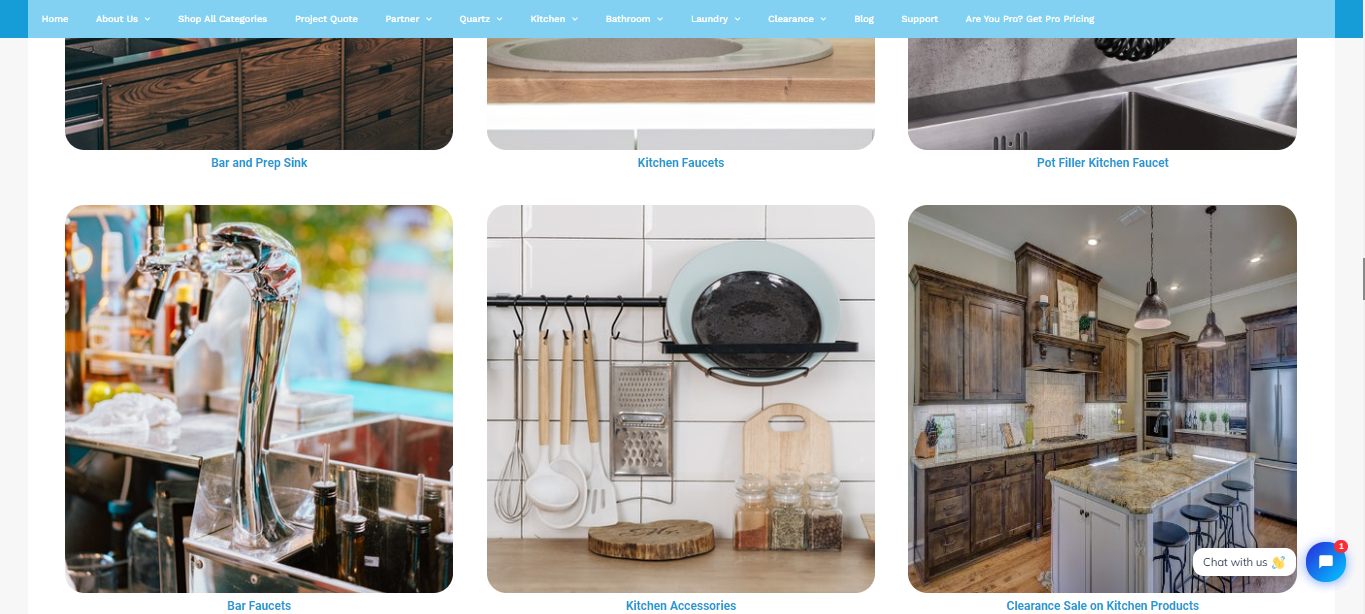 Home About Us Shop All Categories Project Quote Partner Quartz Kitchen Bathroom Laundry Clearance Blog Support Are You Pro? Get Pro Pricing
Bar and Prep Sink Kitchen Faucets Pot Filler Kitchen Faucet
1
Chat with us 👋
Bar Faucets Kitchen Accessories Clearance Sale on Kitchen Products